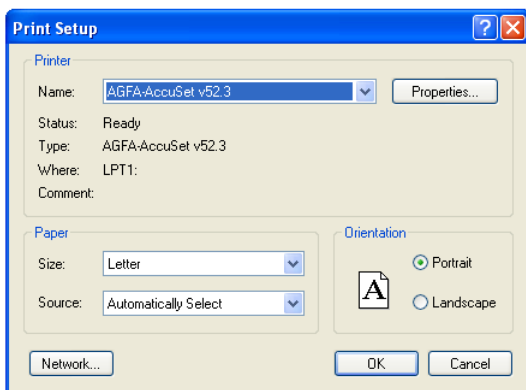 Print Setup
Printer
Name: AGFA-AccuSet v52.3 Properties...
Status: Ready
Type: AGFA-AccuSet v52.3
Where: LPT1:
Comment:
Paper Orientation
Size: Letter Portrait
A
Source: Automatically Select Landscape
Network... OK Cancel